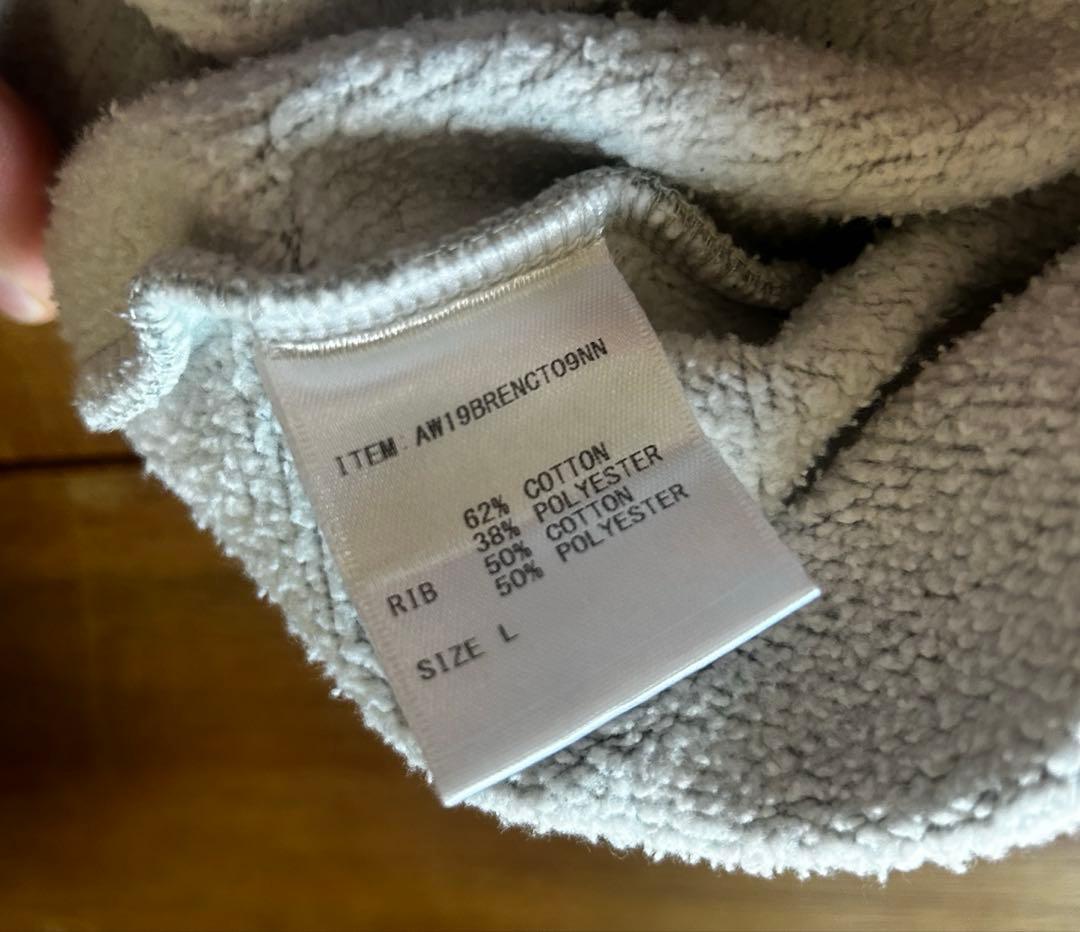 ITEM. AW19BRENCT09NN
62% COTTON
38% POLYESTER
RIB 50% COTTON
50% POLYESTER
SIZE L